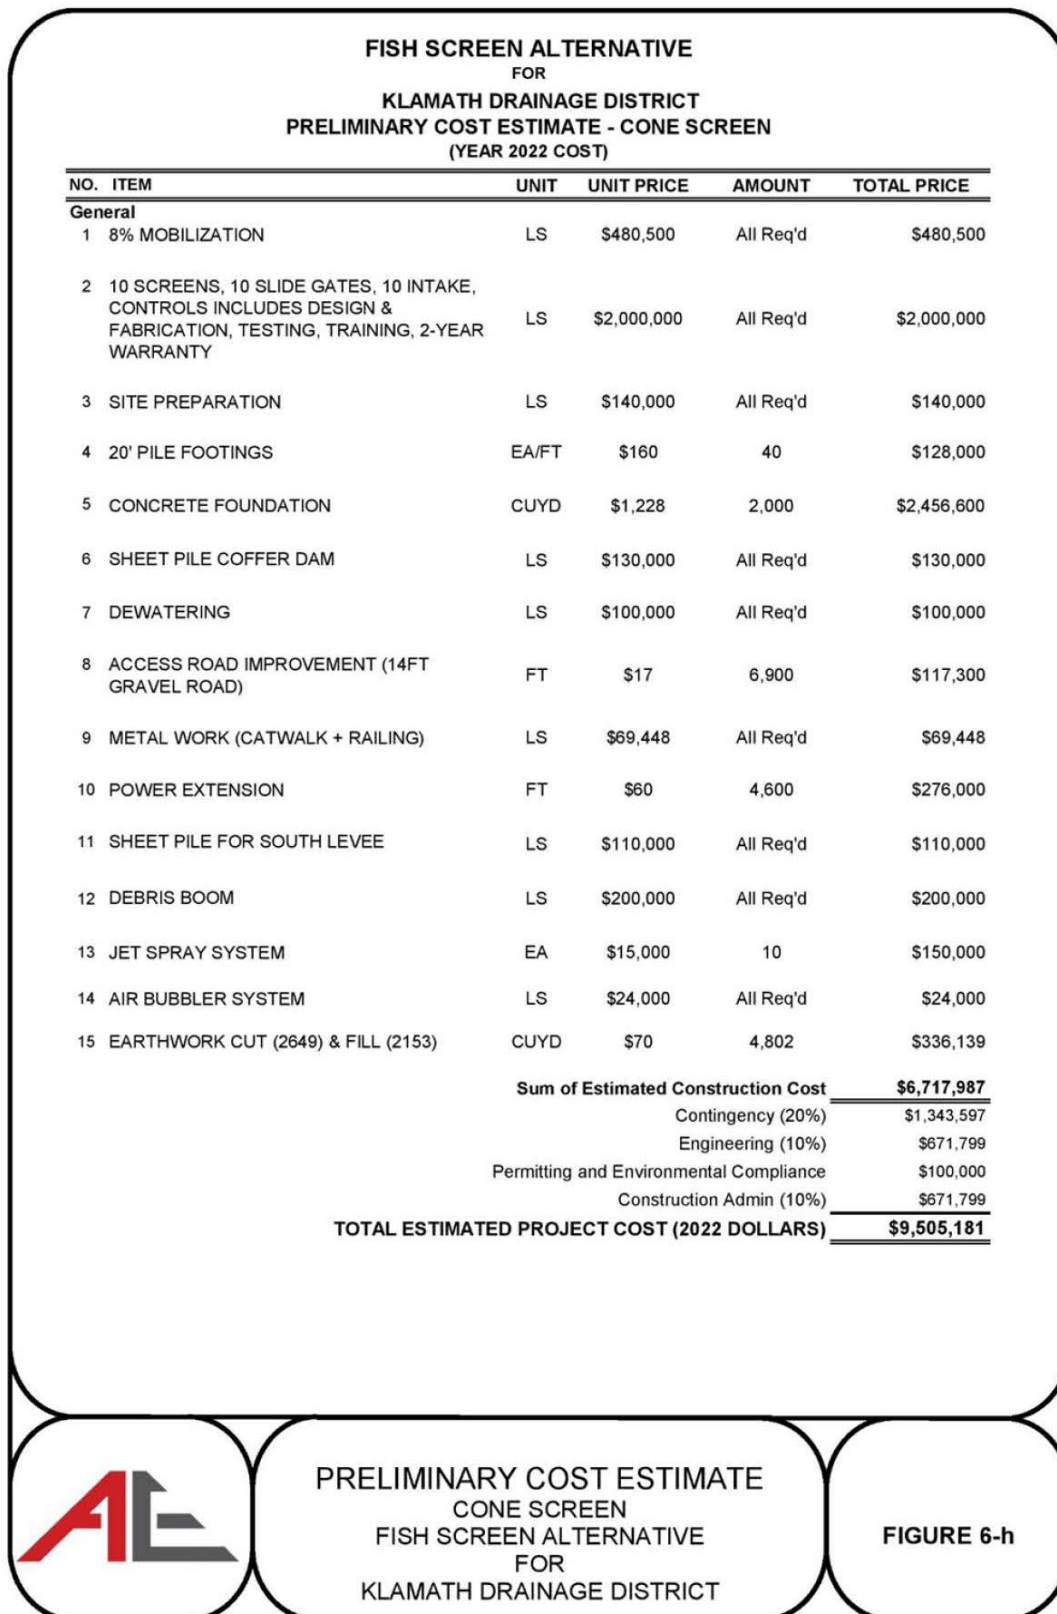 FISH SCREEN ALTERNATIVE
FOR
KLAMATH DRAINAGE DISTRICT
PRELIMINARY COST ESTIMATE - CONE SCREEN
(YEAR 2022 COST)
NO. ITEM UNIT UNIT PRICE AMOUNT TOTAL PRICE
General
1 8% MOBILIZATION LS $480,500 All Req'd $480,500
2 10 SCREENS, 10 SLIDE GATES, 10 INTAKE,
CONTROLS INCLUDES DESIGN &
FABRICATION, TESTING, TRAINING, 2-YEAR
WARRANTY
LS $2,000,000 All Req'd $2,000,000
3 SITE PREPARATION LS $140,000 All Req'd $140,000
4 20' PILE FOOTINGS EA/FT $160 40 $128,000
5 CONCRETE FOUNDATION CUYD $1,228 2,000 $2,456,600
6 SHEET PILE COFFER DAM LS $130,000 All Req'd $130,000
7 DEWATERING LS $100,000 All Req'd $100,000
8 ACCESS ROAD IMPROVEMENT (14FT
GRAVEL ROAD)
FT $17 6,900 $117,300
9 METAL WORK (CATWALK + RAILING) LS $69,448 All Req'd $69,448
10 POWER EXTENSION FT $60 4,600 $276,000
11 SHEET PILE FOR SOUTH LEVEE LS $110,000 All Req'd $110,000
12 DEBRIS BOOM LS $200,000 All Req'd $200,000
13 JET SPRAY SYSTEM EA $15,000 10 $150,000
14 AIR BUBBLER SYSTEM LS $24,000 All Req'd $24,000
15 EARTHWORK CUT (2649) & FILL (2153) CUYD $70 4,802 $336,139
Sum of Estimated Construction Cost $6,717,987
Contingency (20%) $1,343,597
Engineering (10%) $671,799
Permitting and Environmental Compliance $100,000
Construction Admin (10%) $671,799
TOTAL ESTIMATED PROJECT COST (2022 DOLLARS) $9,505,181
AE
PRELIMINARY COST ESTIMATE
CONE SCREEN
FISH SCREEN ALTERNATIVE
FOR
KLAMATH DRAINAGE DISTRICT
FIGURE 6-h